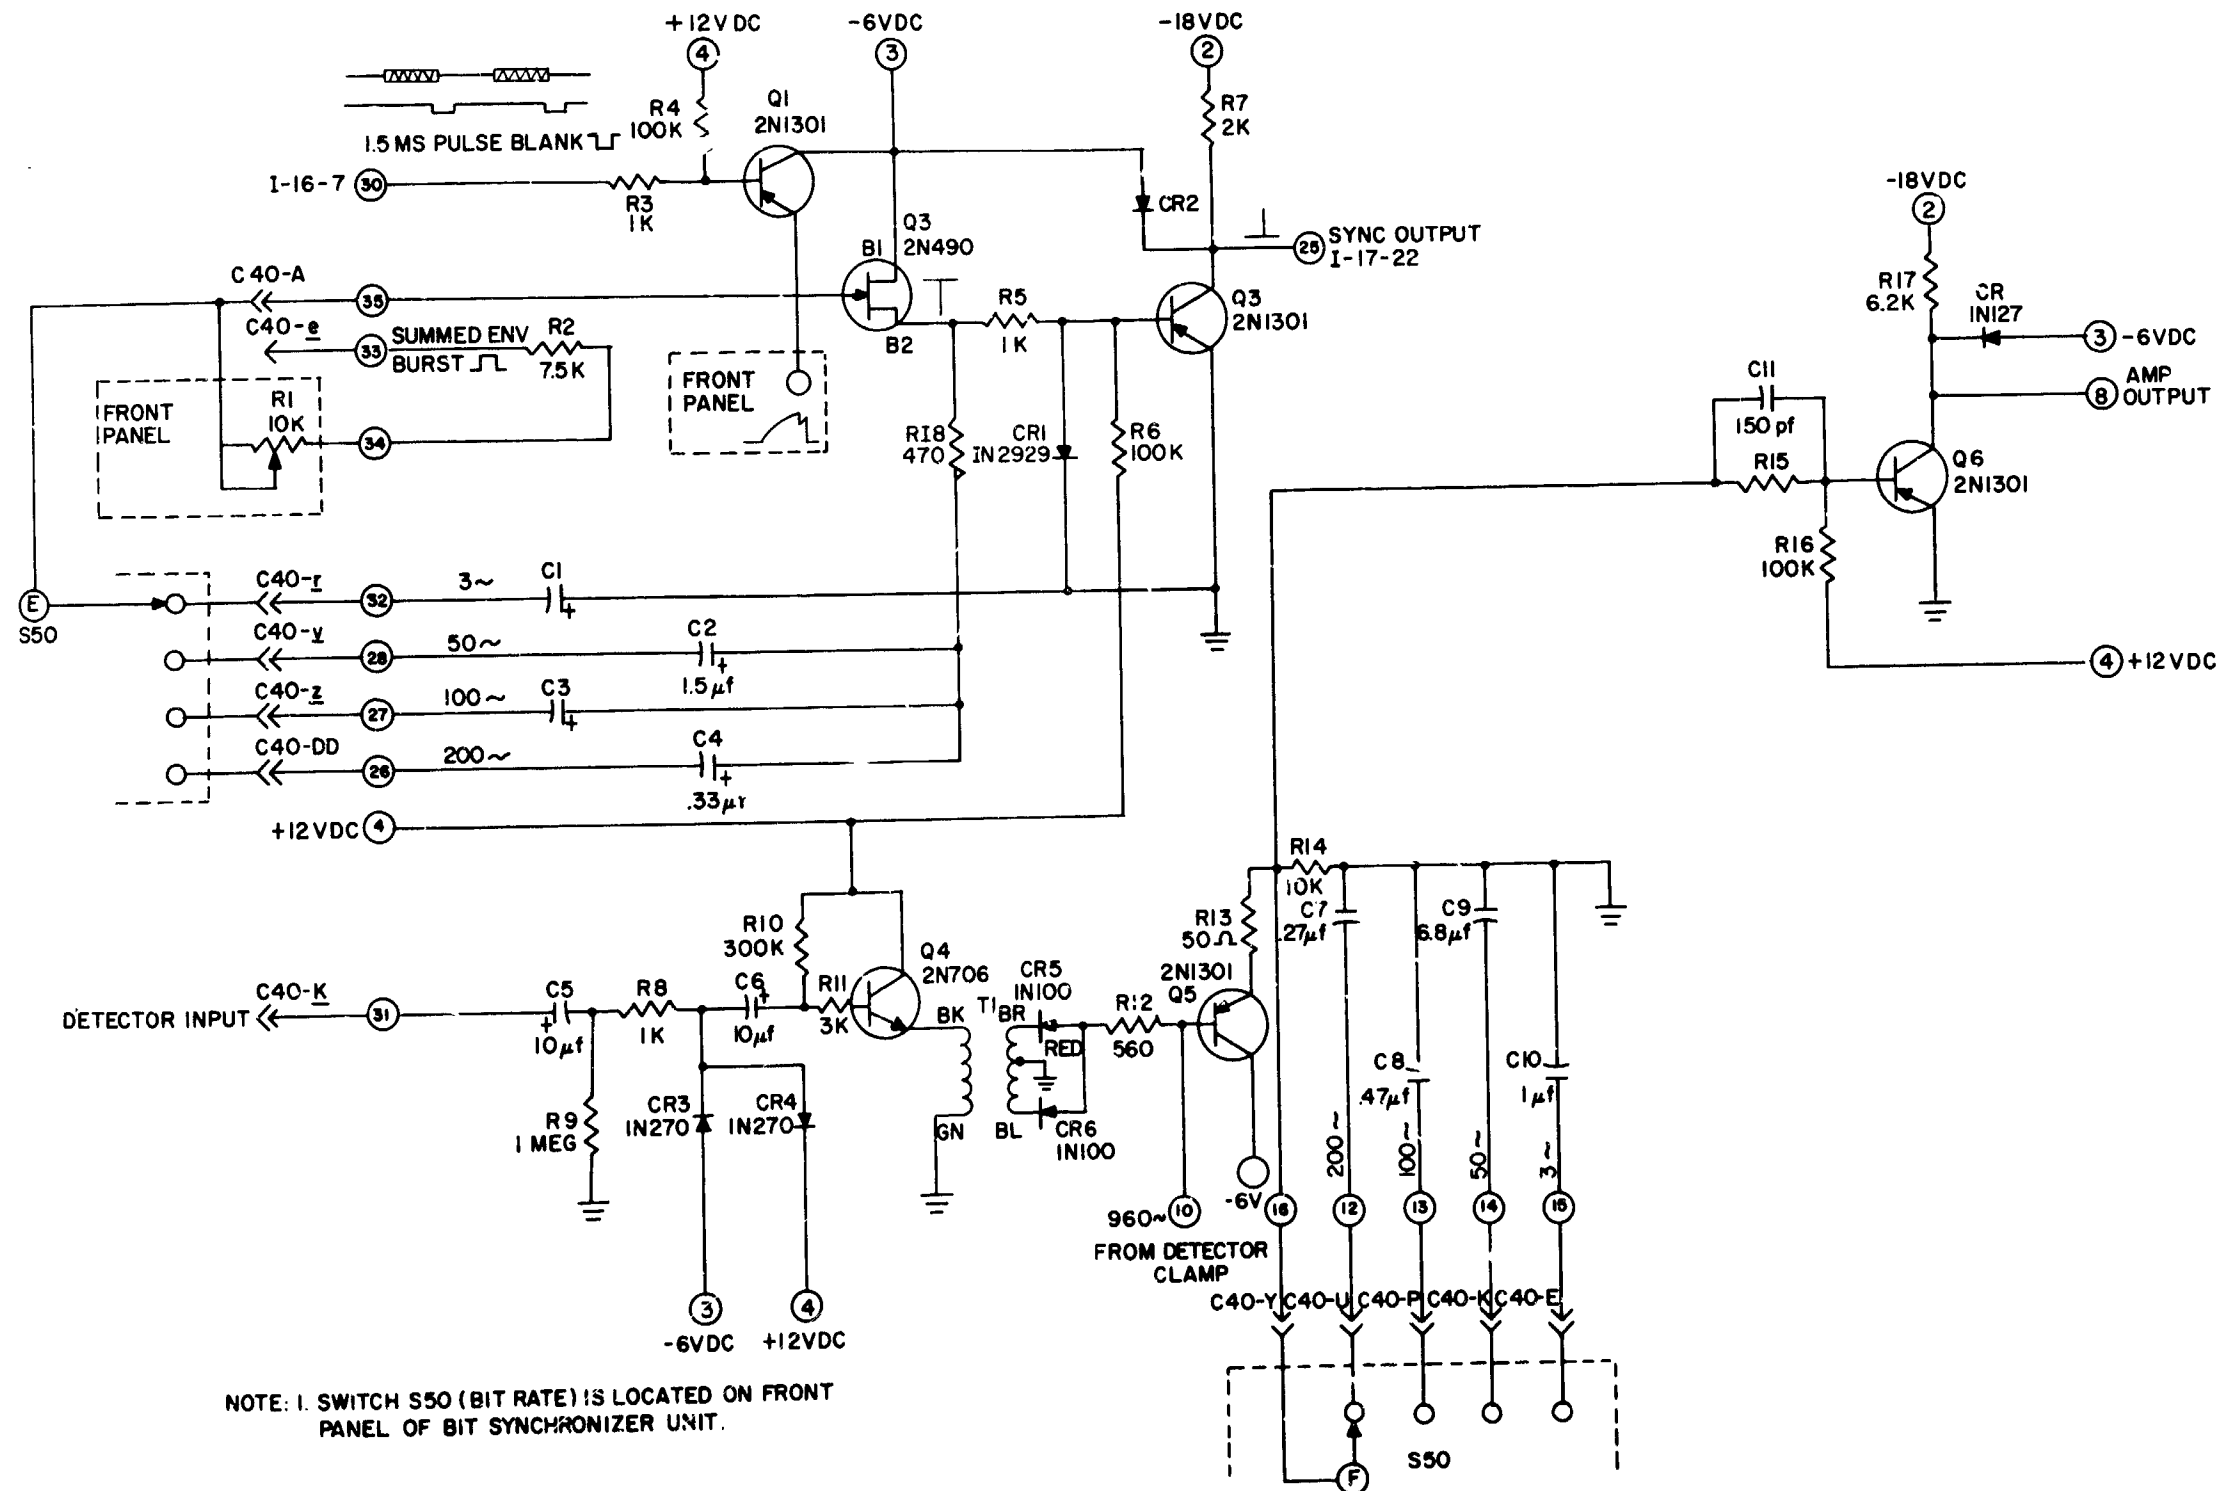 +12VDC
4
-6VDC
3
-18VDC
2
R4
100K
Q1
2N1301
R7
2K
1.5 MS PULSE BLANK
I-16-7 30
R3
1K
CR2
Q3
2N490
B1
B2
25 SYNC OUTPUT
I-17-22
-18VDC
2
C40-A
35
C40-e
33
SUMMED ENV
BURST
R2
7.5K
R5
1K
Q3
2N1301
R17
6.2K
CR
IN127
3 -6VDC
8 AMP
OUTPUT
FRONT
PANEL
R1
10K
34
FRONT
PANEL
R18
470
CR1
IN2929
R6
100K
C11
150 pf
R15
Q6
2N1301
R16
100K
4 +12VDC
E
S50
C40-r
32
3~
C1
+
C40-v
28
50~
C2
+
1.5µf
C40-z
27
100~
C3
+
C40-DD
26
200~
C4
+
+12VDC 4
R10
300K
Q4
2N706
R14
10K
R13
50Ω
C7
.27µf
C9
6.8µf
DETECTOR INPUT
C40-K
31
C5
+
10µf
R8
1K
C6
+
10µf
R11
3K
BK
GN
T1
BR
BL
CR5
IN100
RED
CR6
IN100
R12
560
2N1301
Q5
C8
.47µf
C10
1µf
R9
1 MEG
CR3
IN270
CR4
IN270
-6V
960~ 10
FROM DETECTOR
CLAMP
200~
100~
50~
3~
16
12
13
14
15
3
-6VDC
4
+12VDC
C40-Y C40-U C40-P C40-K C40-E
S50
F
NOTE: 1. SWITCH S50 (BIT RATE) IS LOCATED ON FRONT
PANEL OF BIT SYNCHRONIZER UNIT.